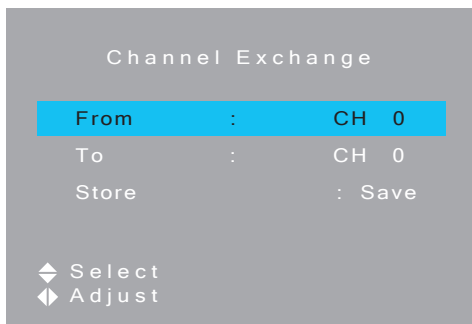 Channel Exchange
From : CH 0
To : CH 0
Store : Save
Select
Adjust